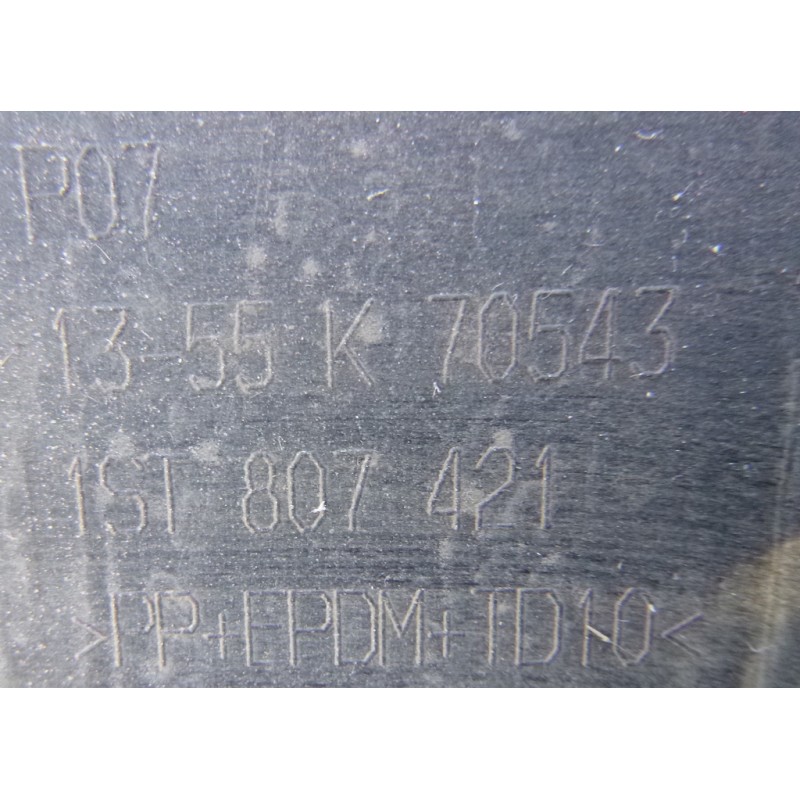 P07
13-55 K 70543
1ST 807 421
>PP+EPDM+TD10<